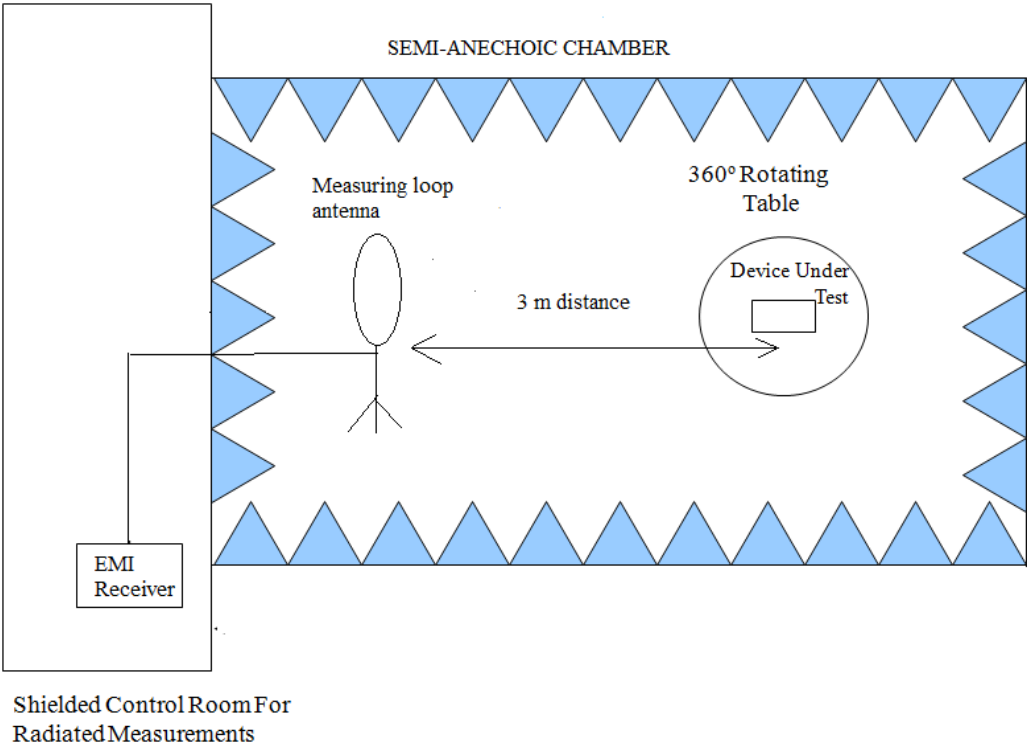 SEMI-ANECHOIC CHAMBER
Measuring loop
antenna
360º Rotating
Table
Device Under
Test
3 m distance
EMI
Receiver
Shielded Control Room For
Radiated Measurements